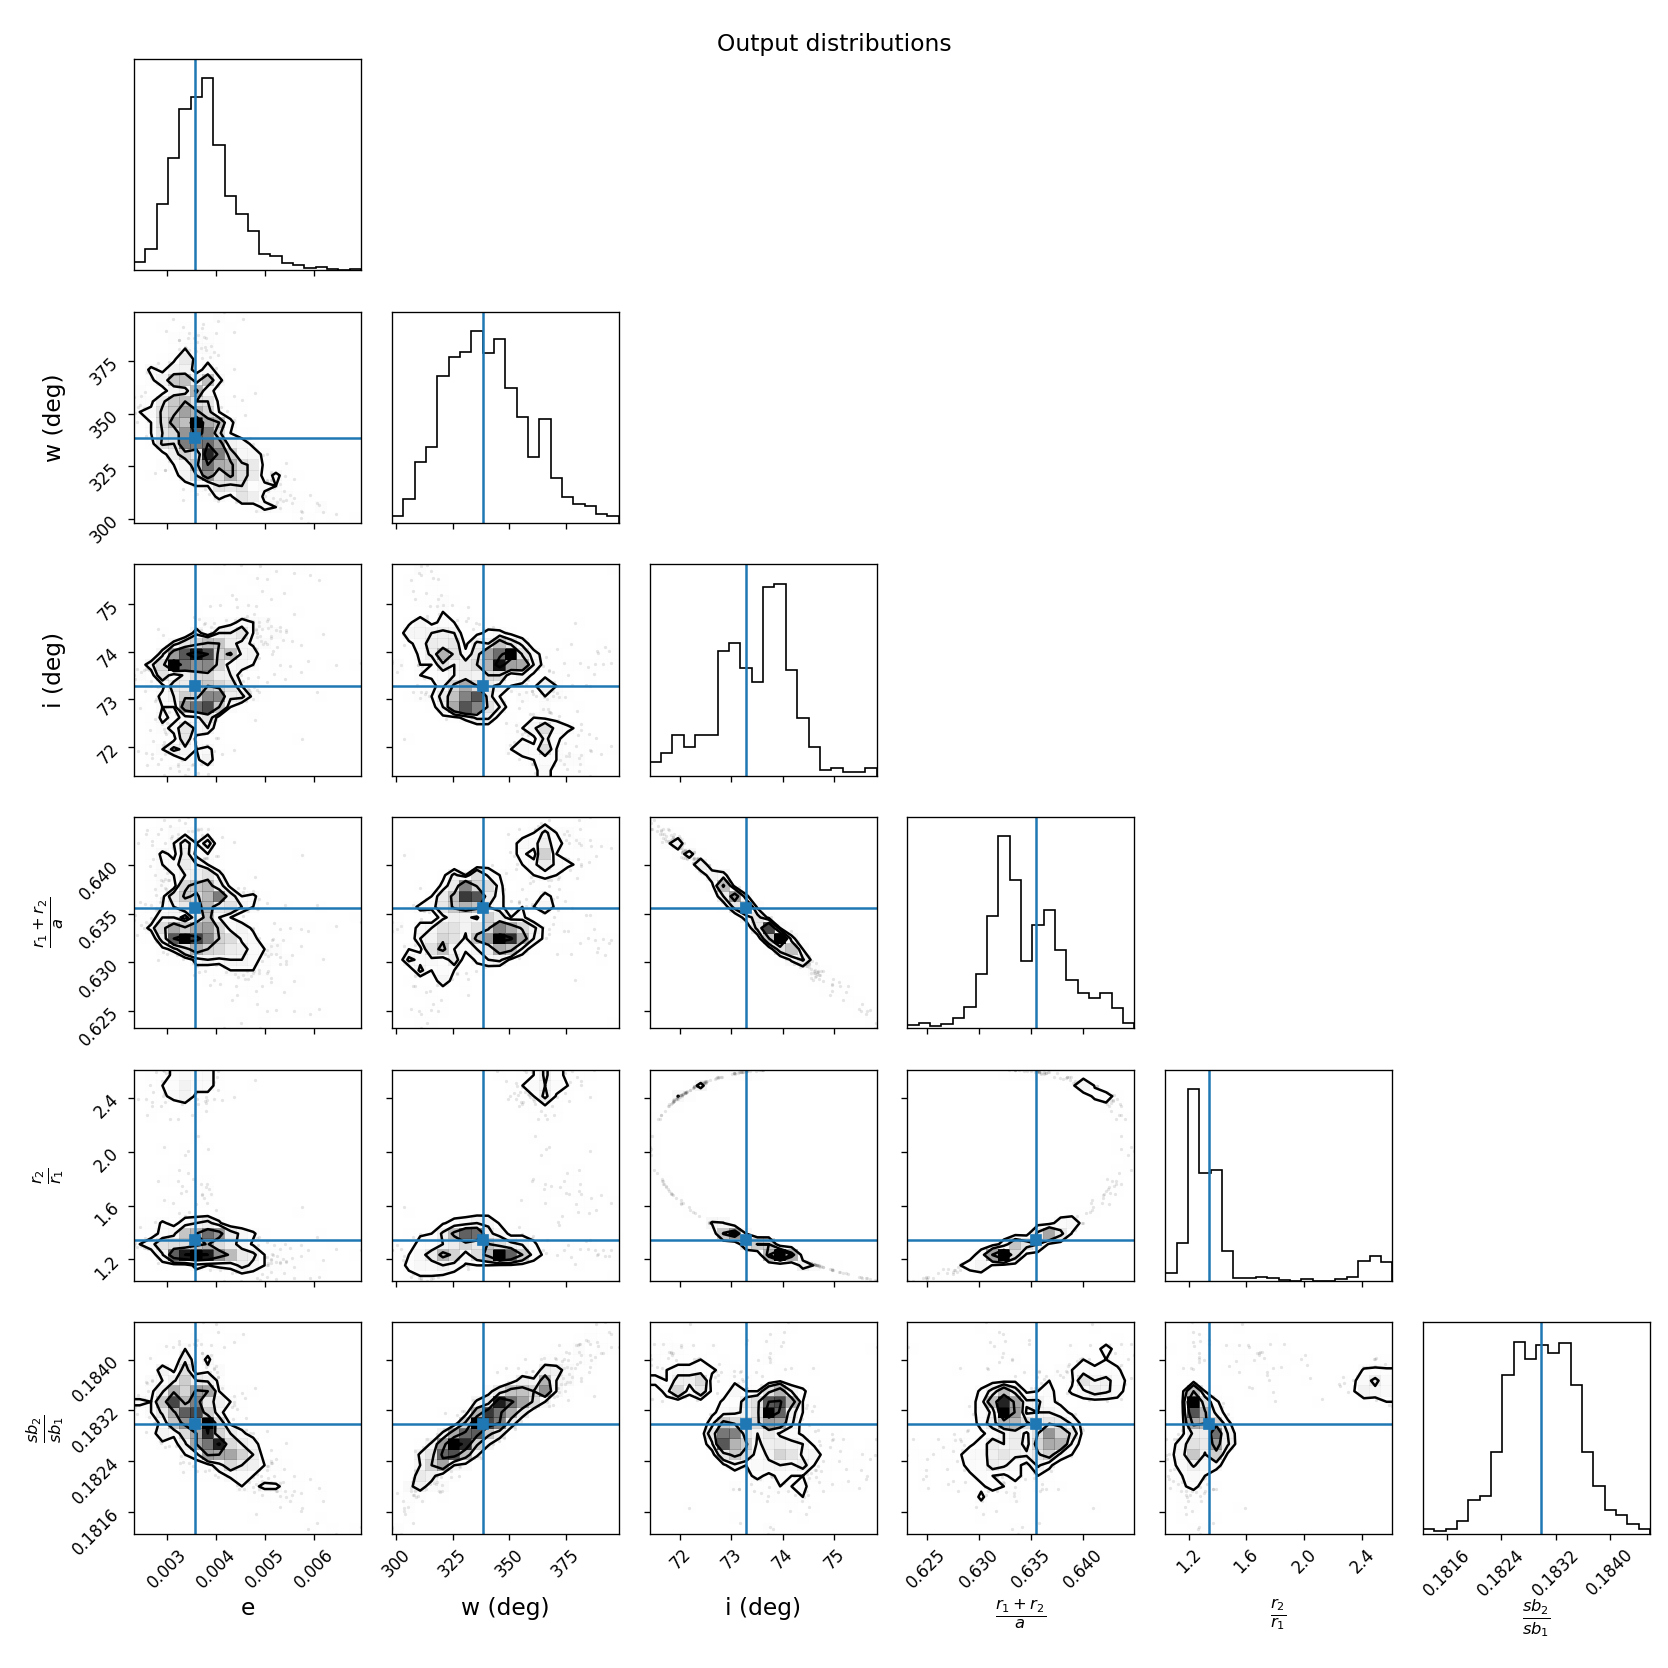 Output distributions
w (deg)
375
350
325
300
i (deg)
75
74
73
72
r₁ + r₂
a
0.640
0.635
0.630
0.625
r₂
r₁
2.4
2.0
1.6
1.2
sb₂
sb₁
0.1840
0.1832
0.1824
0.1816
0.003 0.004 0.005 0.006
300 325 350 375
72 73 74 75
0.625 0.630 0.635 0.640
1.2 1.6 2.0 2.4
0.1816 0.1824 0.1832 0.1840
e
w (deg)
i (deg)
r₁ + r₂
a
r₂
r₁
sb₂
sb₁